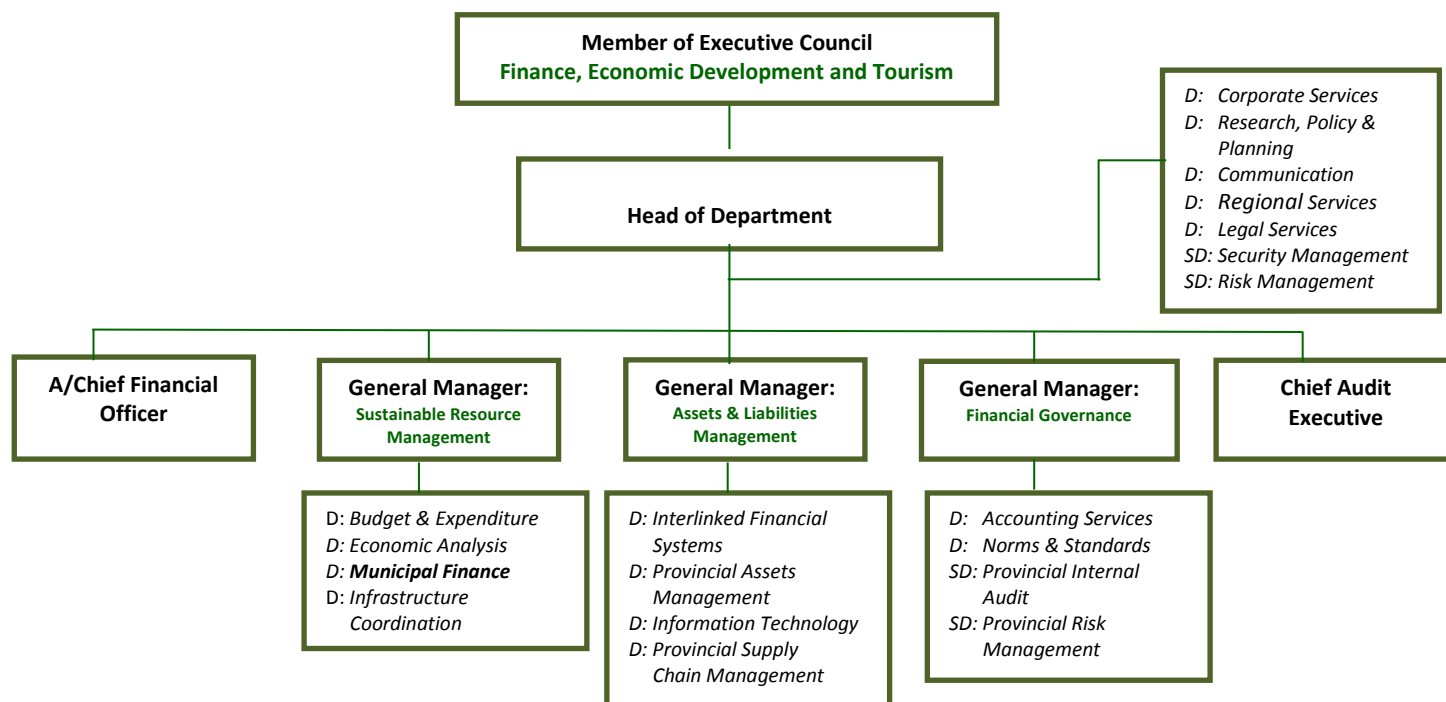 Member of Executive Council
Finance, Economic Development and Tourism
D: Corporate Services
D: Research, Policy &
Planning
D: Communication
D: Regional Services
D: Legal Services
SD: Security Management
SD: Risk Management
Head of Department
A/Chief Financial
Officer
General Manager:
Sustainable Resource
Management
General Manager:
Assets & Liabilities
Management
General Manager:
Financial Governance
Chief Audit
Executive
D: Budget & Expenditure
D: Economic Analysis
D: Municipal Finance
D: Infrastructure
Coordination
D: Interlinked Financial
Systems
D: Provincial Assets
Management
D: Information Technology
D: Provincial Supply
Chain Management
D: Accounting Services
D: Norms & Standards
SD: Provincial Internal
Audit
SD: Provincial Risk
Management